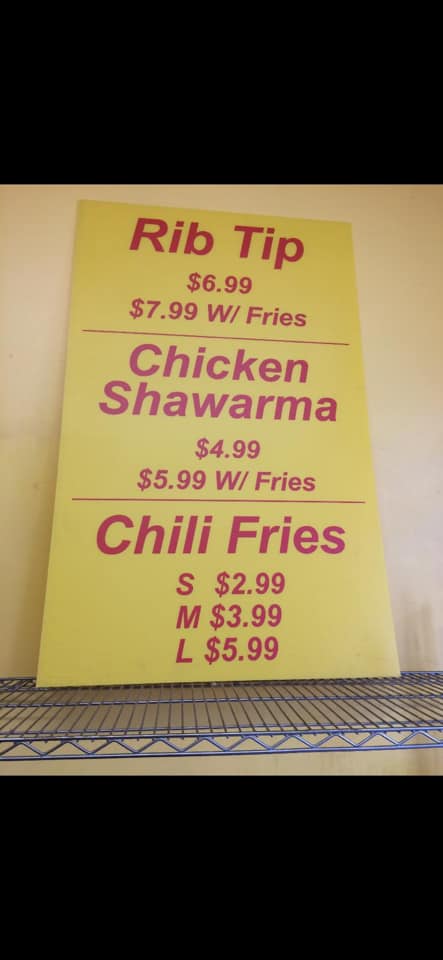 Rib Tip
$6.99
$7.99 W/ Fries
Chicken
Shawarma
$4.99
$5.99 W/ Fries
Chili Fries
S $2.99
M $3.99
L $5.99